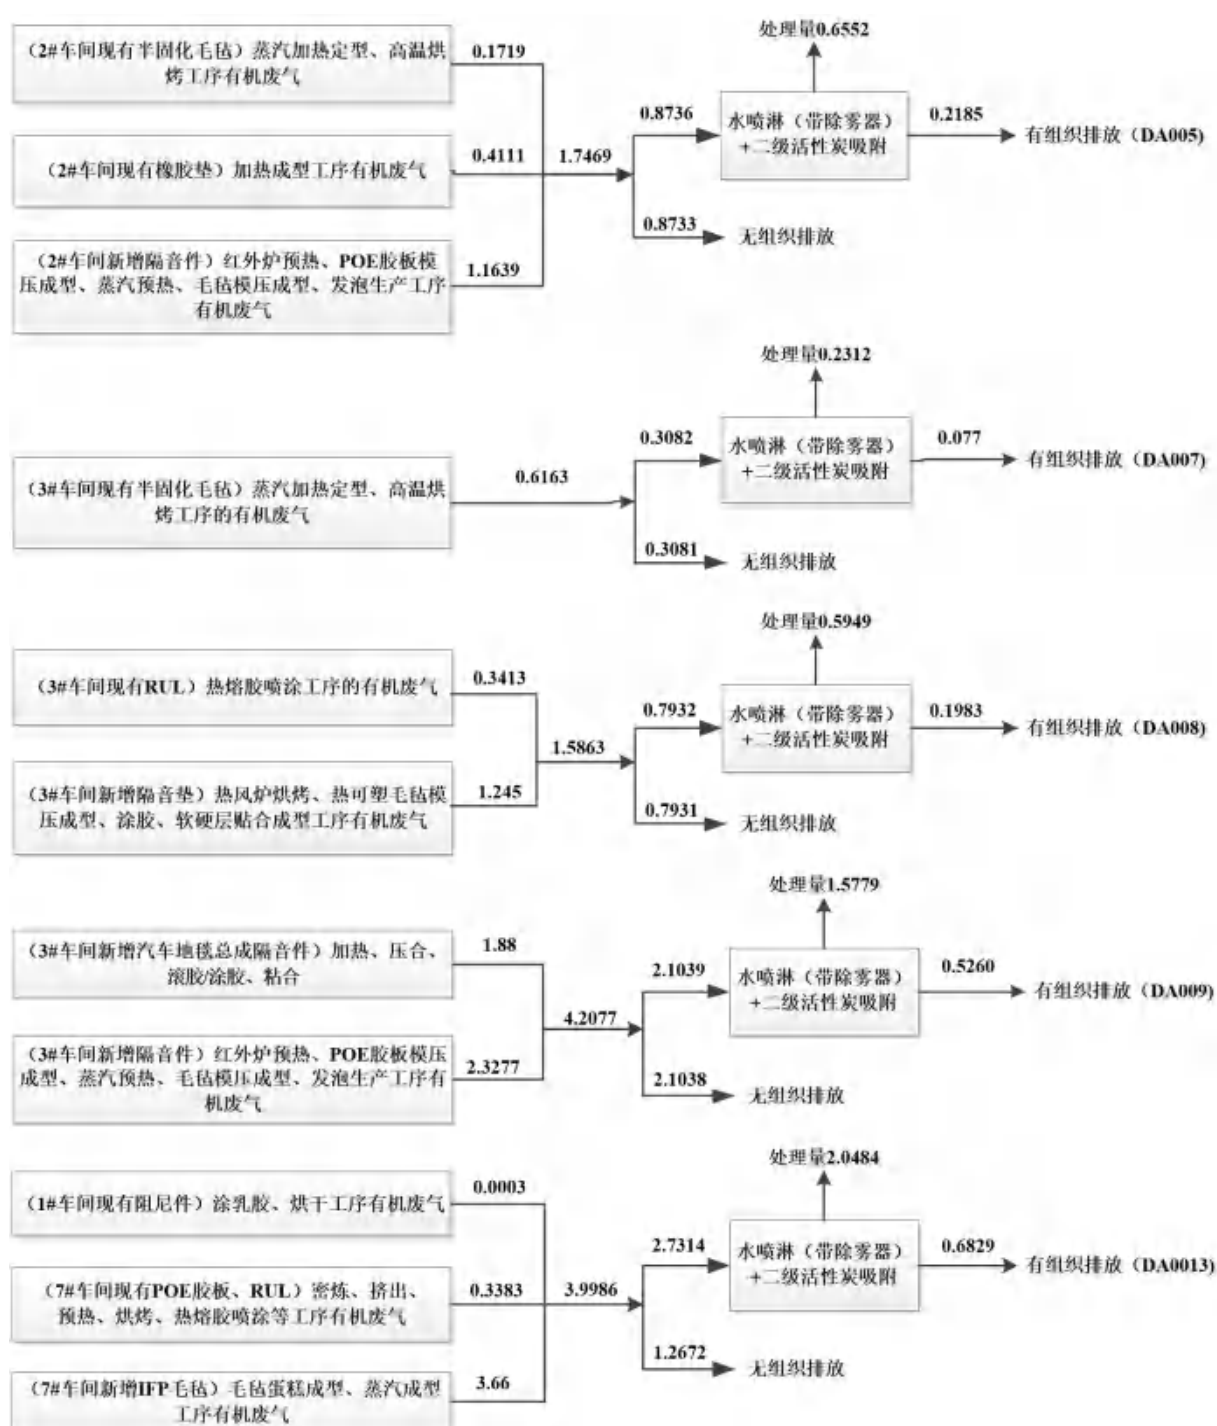 处理量0.6552
（2#车间现有半固化毛毡）蒸汽加热定型、高温烘
烤工序有机废气
0.1719
0.8736
水喷淋（带除雾器）
+二级活性炭吸附
0.2185
有组织排放（DA005）
（2#车间现有橡胶垫）加热成型工序有机废气
0.4111
1.7469
0.8733
无组织排放
（2#车间新增隔音件）红外炉预热、POE胶板模
压成型、蒸汽预热、毛毡模压成型、发泡生产工序
有机废气
1.1639
处理量0.2312
（3#车间现有半固化毛毡）蒸汽加热定型、高温烘
烤工序的有机废气
0.6163
0.3082
水喷淋（带除雾器）
+二级活性炭吸附
0.077
有组织排放（DA007）
0.3081
无组织排放
处理量0.5949
（3#车间现有RUL）热熔胶喷涂工序的有机废气
0.3413
0.7932
水喷淋（带除雾器）
+二级活性炭吸附
0.1983
有组织排放（DA008）
1.5863
（3#车间新增隔音垫）热风炉烘烤、热可塑毛毡模
压成型、涂胶、软硬层贴合成型工序有机废气
1.245
0.7931
无组织排放
处理量1.5779
（3#车间新增汽车地毯总成隔音件）加热、压合、
滚胶/涂胶、粘合
1.88
2.1039
水喷淋（带除雾器）
+二级活性炭吸附
0.5260
有组织排放（DA009）
4.2077
（3#车间新增隔音件）红外炉预热、POE胶板模压
成型、蒸汽预热、毛毡模压成型、发泡生产工序有
机废气
2.3277
2.1038
无组织排放
处理量2.0484
（1#车间现有阻尼件）涂乳胶、烘干工序有机废气
0.0003
2.7314
水喷淋（带除雾器）
+二级活性炭吸附
0.6829
有组织排放（DA0013）
（7#车间现有POE胶板、RUL）密炼、挤出、
预热、烘烤、热熔胶喷涂等工序有机废气
0.3383
3.9986
1.2672
无组织排放
（7#车间新增IFP毛毡）毛毡蛋糕成型、蒸汽成型
工序有机废气
3.66